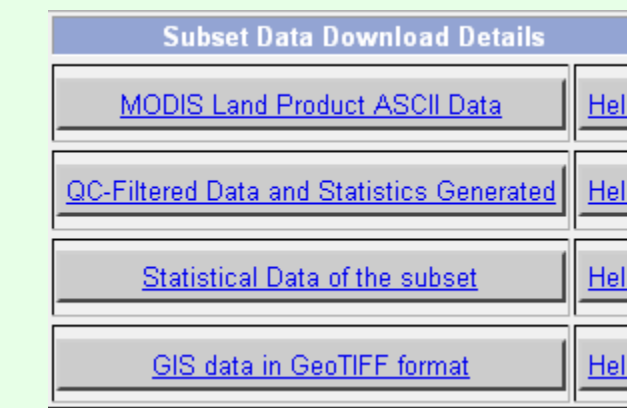 Subset Data Download Details
MODIS Land Product ASCII Data
QC-Filtered Data and Statistics Generated
Statistical Data of the subset
GIS data in GeoTIFF format